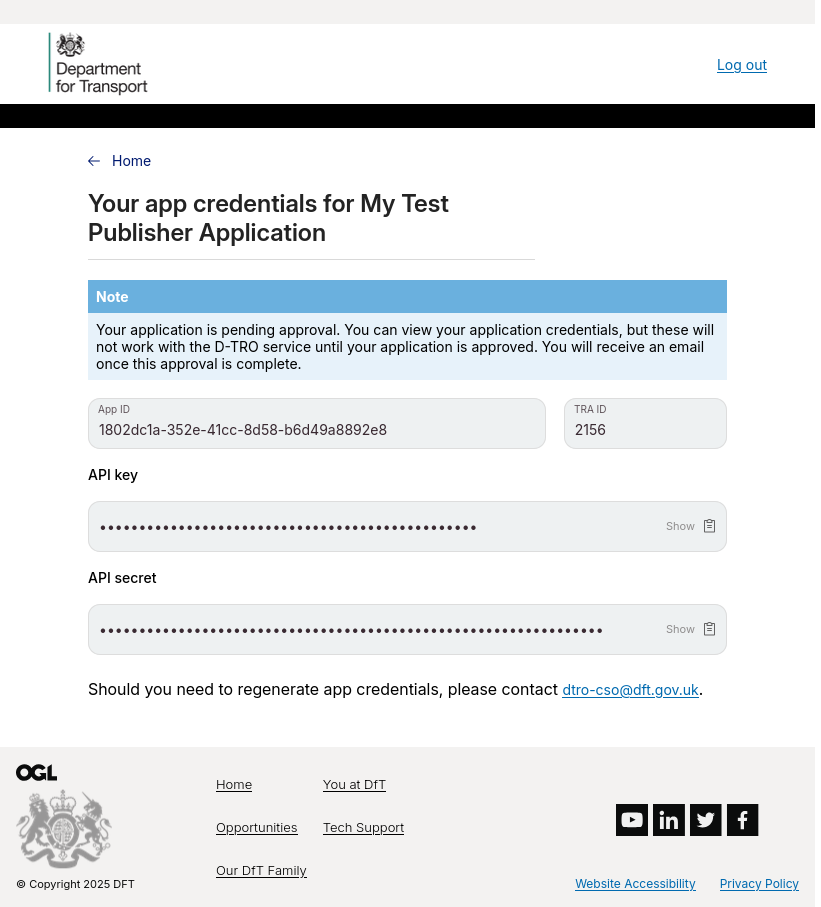 Department
for Transport
Log out
Home
Your app credentials for My Test
Publisher Application
Note
Your application is pending approval. You can view your application credentials, but these will
not work with the D-TRO service until your application is approved. You will receive an email
once this approval is complete.
App ID
1802dc1a-352e-41cc-8d58-b6d49a8892e8
TRA ID
2156
API key
••••••••••••••••••••••••••••••••••••••••••••••••
Show
API secret
••••••••••••••••••••••••••••••••••••••••••••••••••••••••••••••••
Show
Should you need to regenerate app credentials, please contact dtro-cso@dft.gov.uk.
OGL
© Copyright 2025 DFT
Home
You at DfT
Opportunities
Tech Support
Our DfT Family
Website Accessibility
Privacy Policy